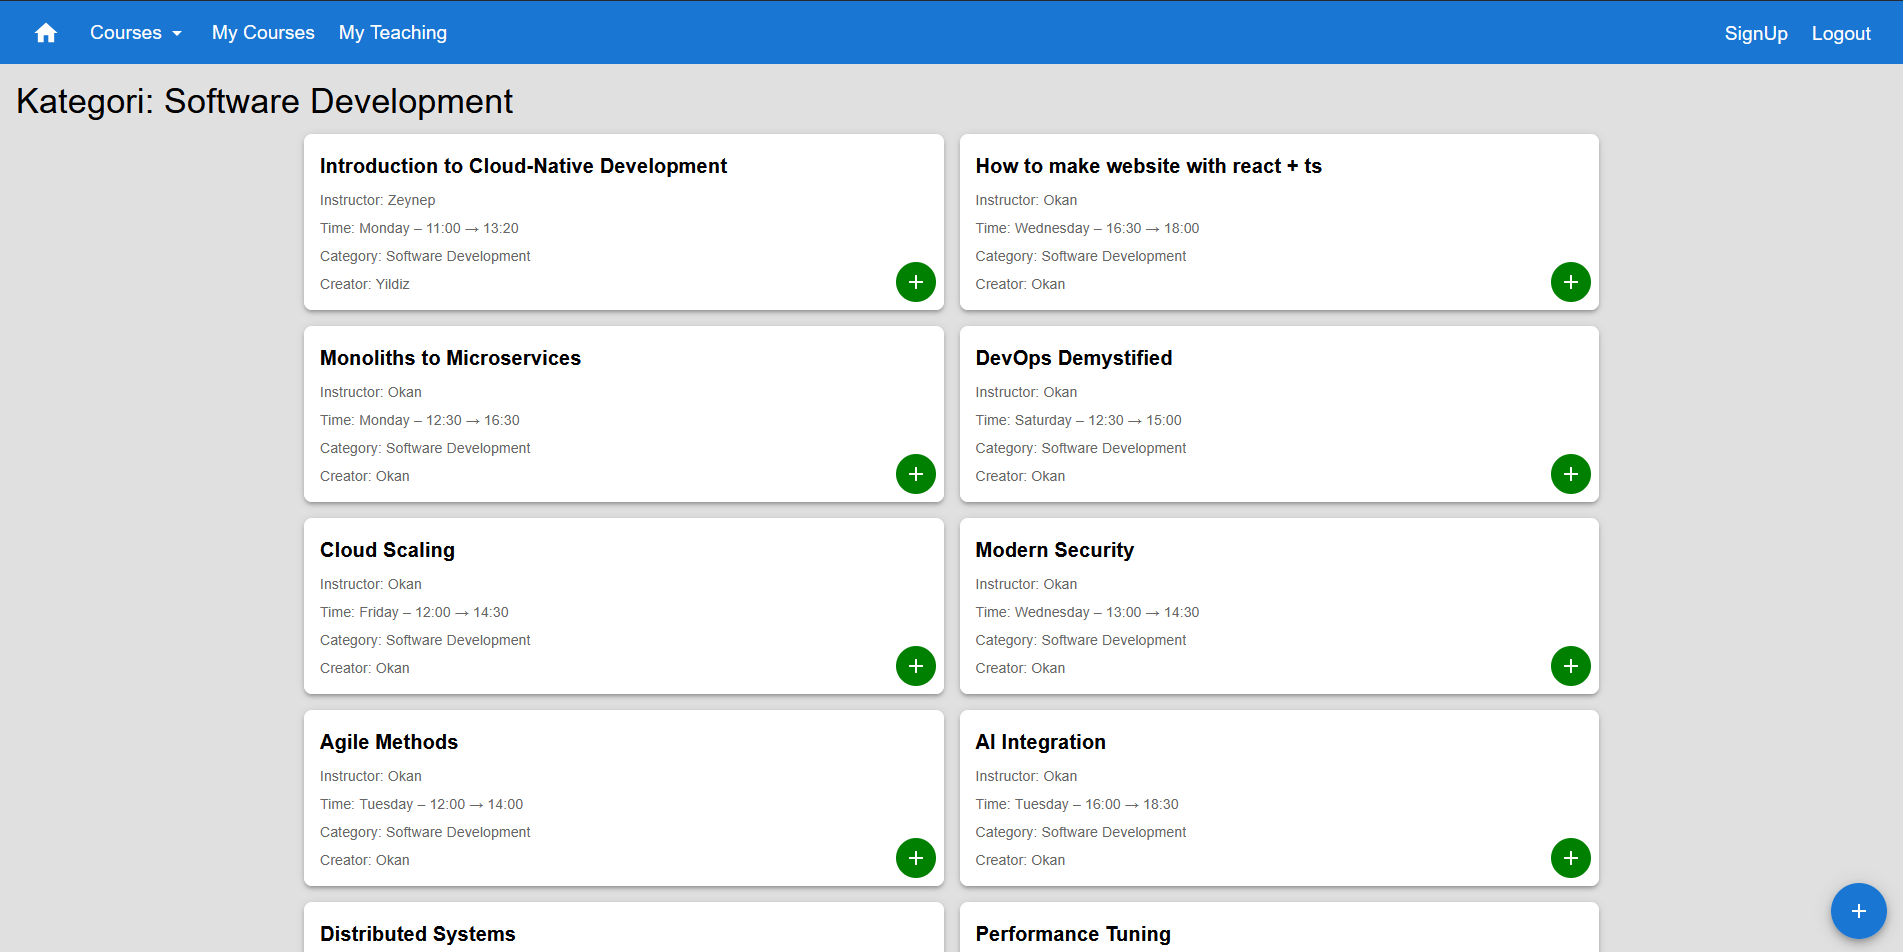 Courses
My Courses
My Teaching
SignUp
Logout
Kategori: Software Development
Introduction to Cloud-Native Development
Instructor: Zeynep
Time: Monday – 11:00 → 13:20
Category: Software Development
Creator: Yildiz
How to make website with react + ts
Instructor: Okan
Time: Wednesday – 16:30 → 18:00
Category: Software Development
Creator: Okan
Monoliths to Microservices
Instructor: Okan
Time: Monday – 12:30 → 16:30
Category: Software Development
Creator: Okan
DevOps Demystified
Instructor: Okan
Time: Saturday – 12:30 → 15:00
Category: Software Development
Creator: Okan
Cloud Scaling
Instructor: Okan
Time: Friday – 12:00 → 14:30
Category: Software Development
Creator: Okan
Modern Security
Instructor: Okan
Time: Wednesday – 13:00 → 14:30
Category: Software Development
Creator: Okan
Agile Methods
Instructor: Okan
Time: Tuesday – 12:00 → 14:00
Category: Software Development
Creator: Okan
AI Integration
Instructor: Okan
Time: Tuesday – 16:00 → 18:30
Category: Software Development
Creator: Okan
Distributed Systems
Performance Tuning